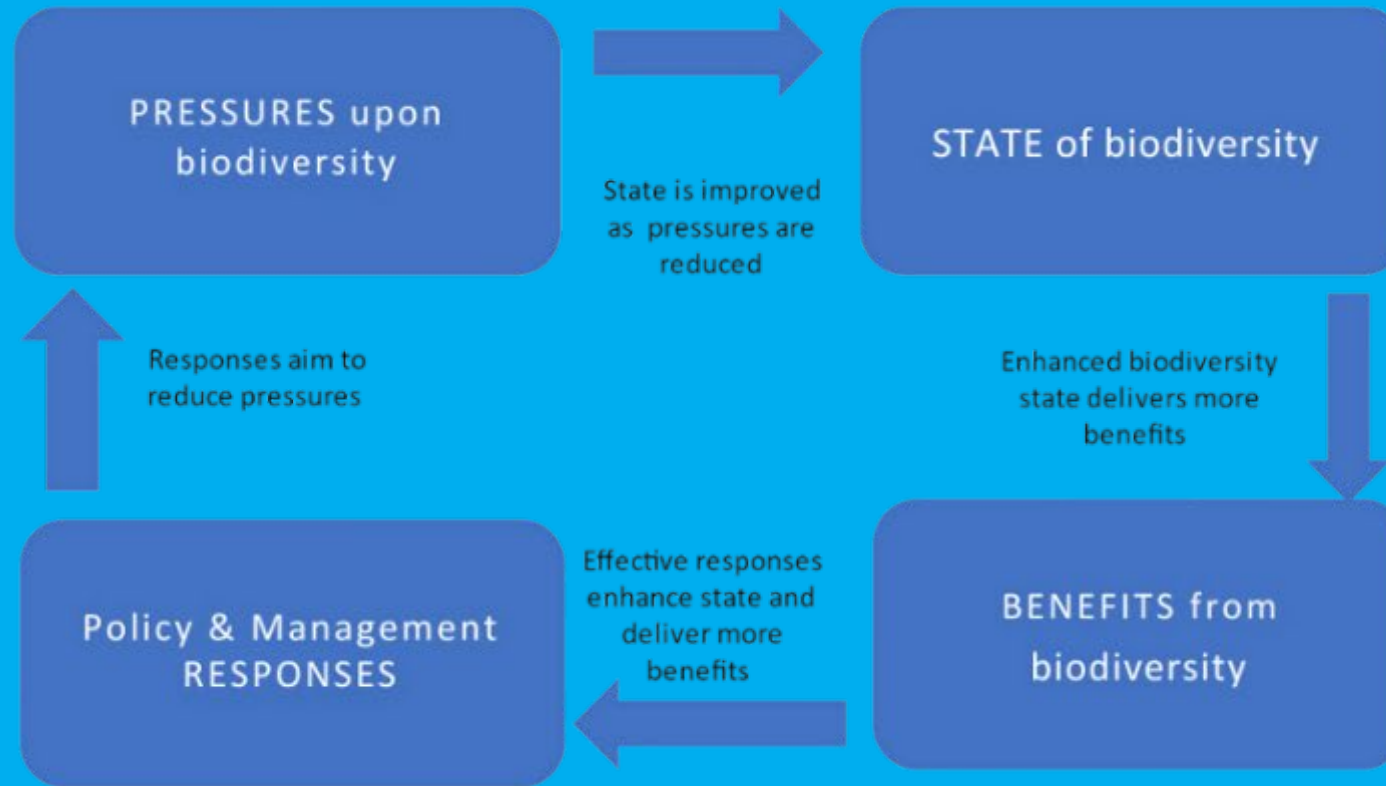 PRESSURES upon
biodiversity
State is improved
as pressures are
reduced
STATE of biodiversity
Responses aim to
reduce pressures
Enhanced biodiversity
state delivers more
benefits
Policy & Management
RESPONSES
Effective responses
enhance state and
deliver more
benefits
BENEFITS from
biodiversity